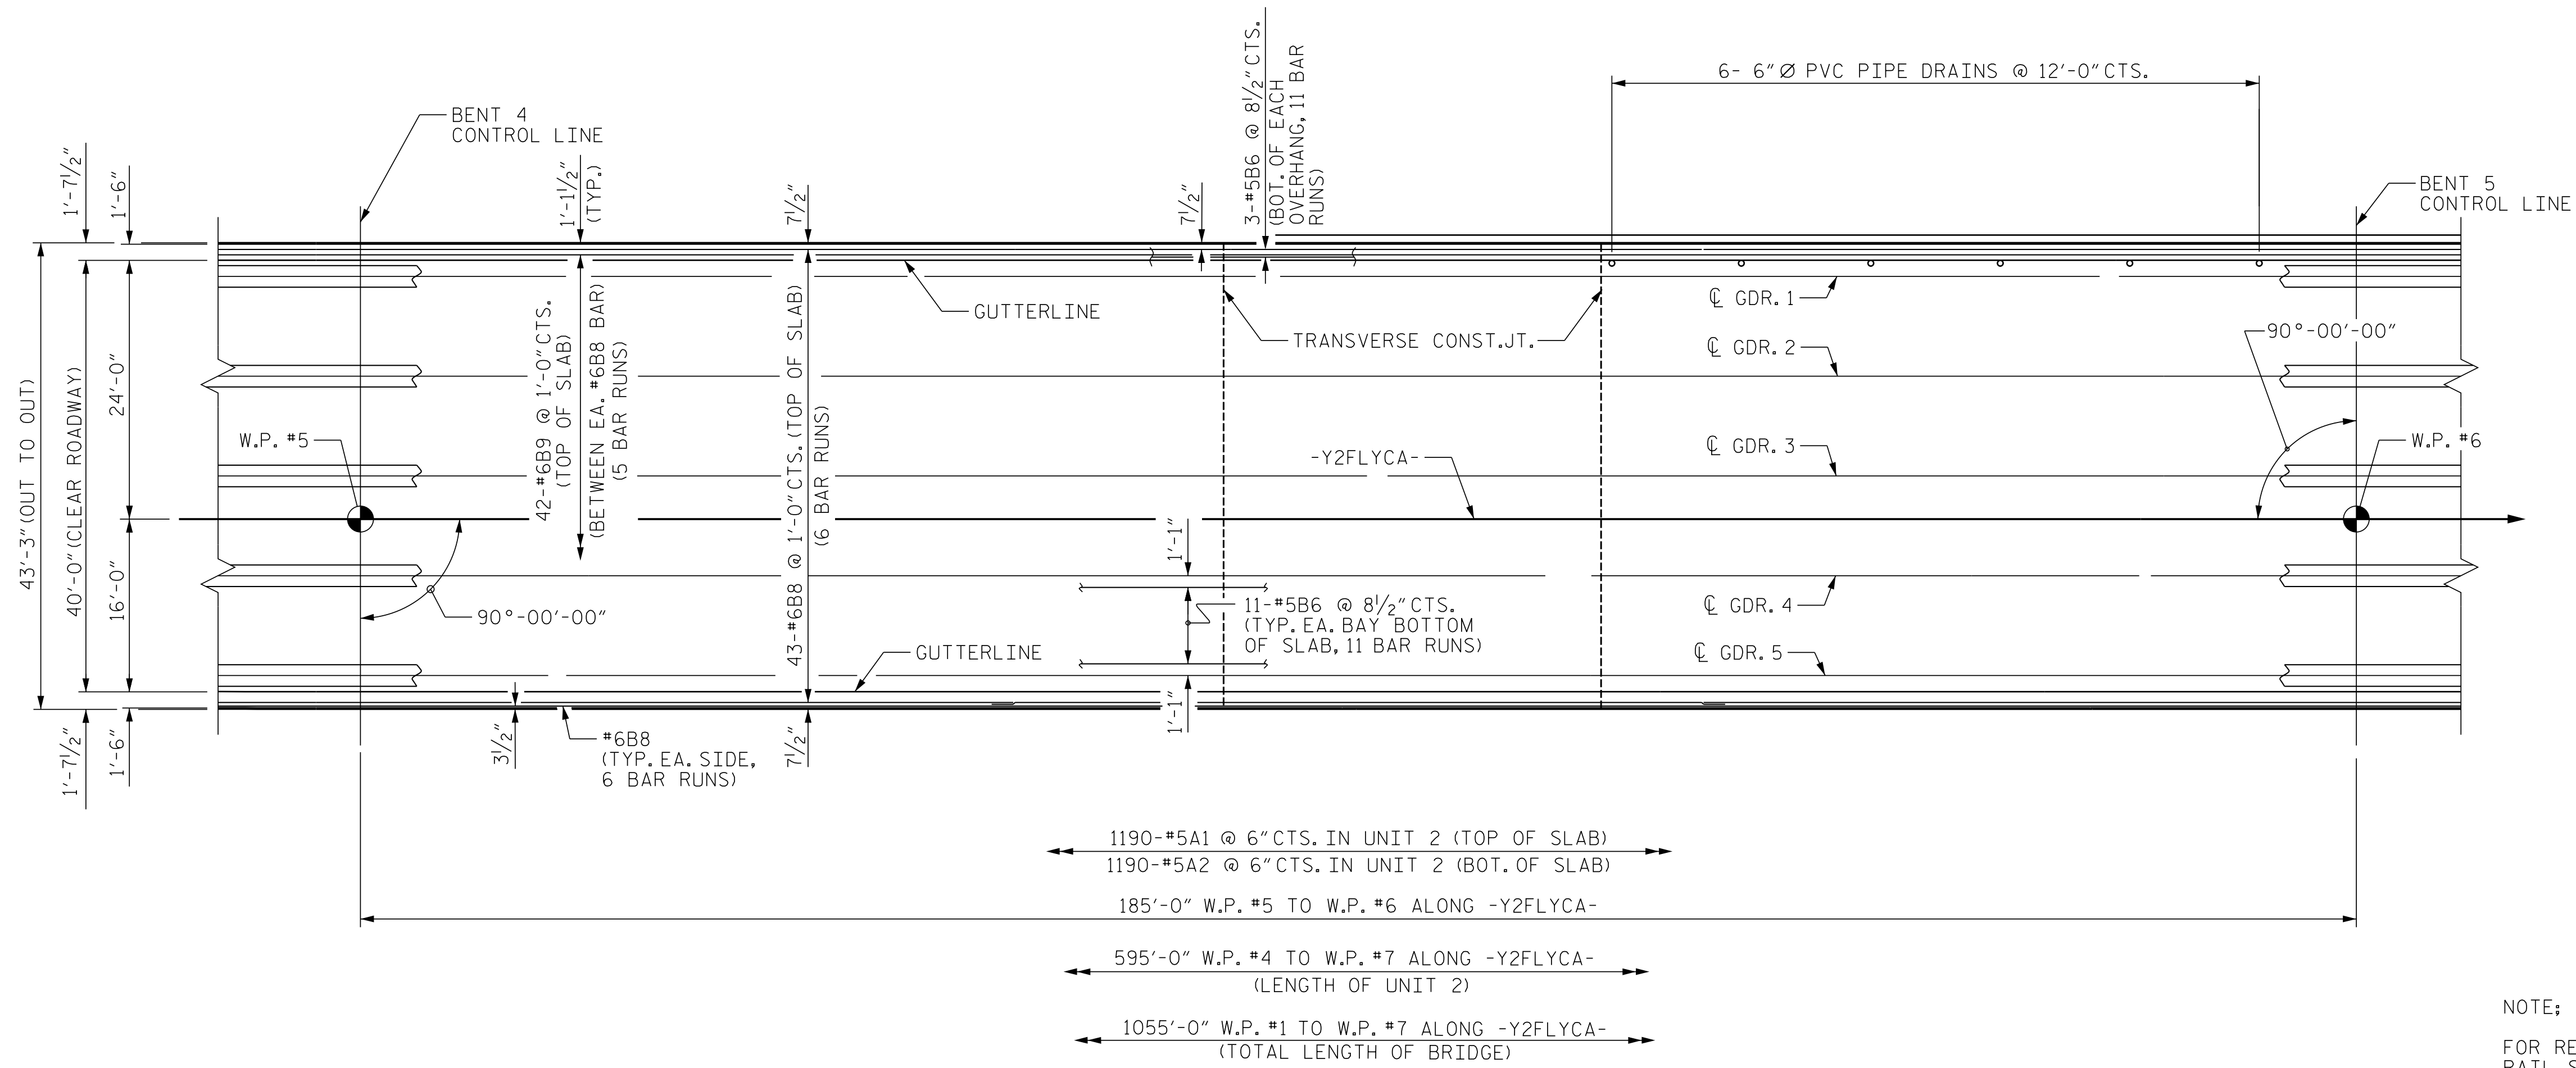 6- 6"Ø PVC PIPE DRAINS @ 12'-0"CTS.
3-#5B6 @ 8½"CTS.
(BOT. OF EACH
OVERHANG, 11 BAR
RUNS)
BENT 4
CONTROL LINE
BENT 5
CONTROL LINE
1'-7½"
1'-6"
1'-1½"
(TYP.)
7½"
7½"
43'-3"(OUT TO OUT)
40'-0"(CLEAR ROADWAY)
24'-0"
16'-0"
GUTTERLINE
TRANSVERSE CONST.JT.
℄ GDR. 1
℄ GDR. 2
℄ GDR. 3
℄ GDR. 4
℄ GDR. 5
90°-00'-00"
W.P. #5
W.P. #6
-Y2FLYCA-
42-#6B9 @ 1'-0"CTS.
(TOP OF SLAB)
(BETWEEN EA. #6B8 BAR)
(5 BAR RUNS)
43-#6B8 @ 1'-0"CTS.(TOP OF SLAB)
(6 BAR RUNS)
1'-1"
11-#5B6 @ 8½"CTS.
(TYP. EA. BAY BOTTOM
OF SLAB, 11 BAR RUNS)
1'-1"
90°-00'-00"
GUTTERLINE
1'-7½"
1'-6"
3½"
#6B8
(TYP. EA. SIDE,
6 BAR RUNS)
7½"
1190-#5A1 @ 6"CTS. IN UNIT 2 (TOP OF SLAB)
1190-#5A2 @ 6"CTS. IN UNIT 2 (BOT. OF SLAB)
185'-0" W.P. #5 TO W.P. #6 ALONG -Y2FLYCA-
595'-0" W.P. #4 TO W.P. #7 ALONG -Y2FLYCA-
(LENGTH OF UNIT 2)
1055'-0" W.P. #1 TO W.P. #7 ALONG -Y2FLYCA-
(TOTAL LENGTH OF BRIDGE)
NOTE;
FOR RE
RAIL S